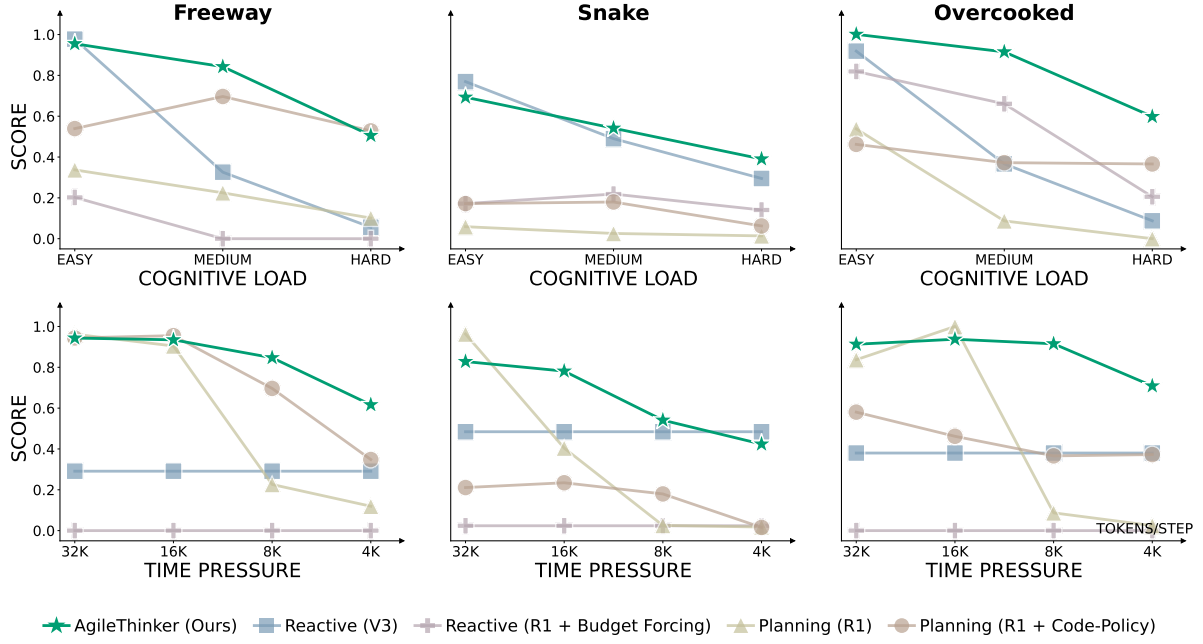 Freeway
Snake
Overcooked
SCORE
1.0
0.8
0.6
0.4
0.2
0.0
EASY MEDIUM HARD
COGNITIVE LOAD
EASY MEDIUM HARD
COGNITIVE LOAD
EASY MEDIUM HARD
COGNITIVE LOAD
SCORE
1.0
0.8
0.6
0.4
0.2
0.0
32K 16K 8K 4K
TIME PRESSURE
32K 16K 8K 4K
TIME PRESSURE
TOKENS/STEP
32K 16K 8K 4K
TIME PRESSURE
AgileThinker (Ours) Reactive (V3) Reactive (R1 + Budget Forcing) Planning (R1) Planning (R1 + Code-Policy)